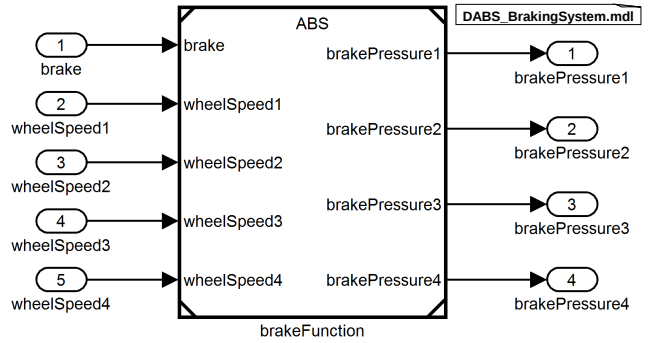 DABS_BrakingSystem.mdl
ABS
1
brake
2
wheelSpeed1
3
wheelSpeed2
4
wheelSpeed3
5
wheelSpeed4
brake
wheelSpeed1
wheelSpeed2
wheelSpeed3
wheelSpeed4
brakePressure1
brakePressure2
brakePressure3
brakePressure4
1
brakePressure1
2
brakePressure2
3
brakePressure3
4
brakePressure4
brakeFunction